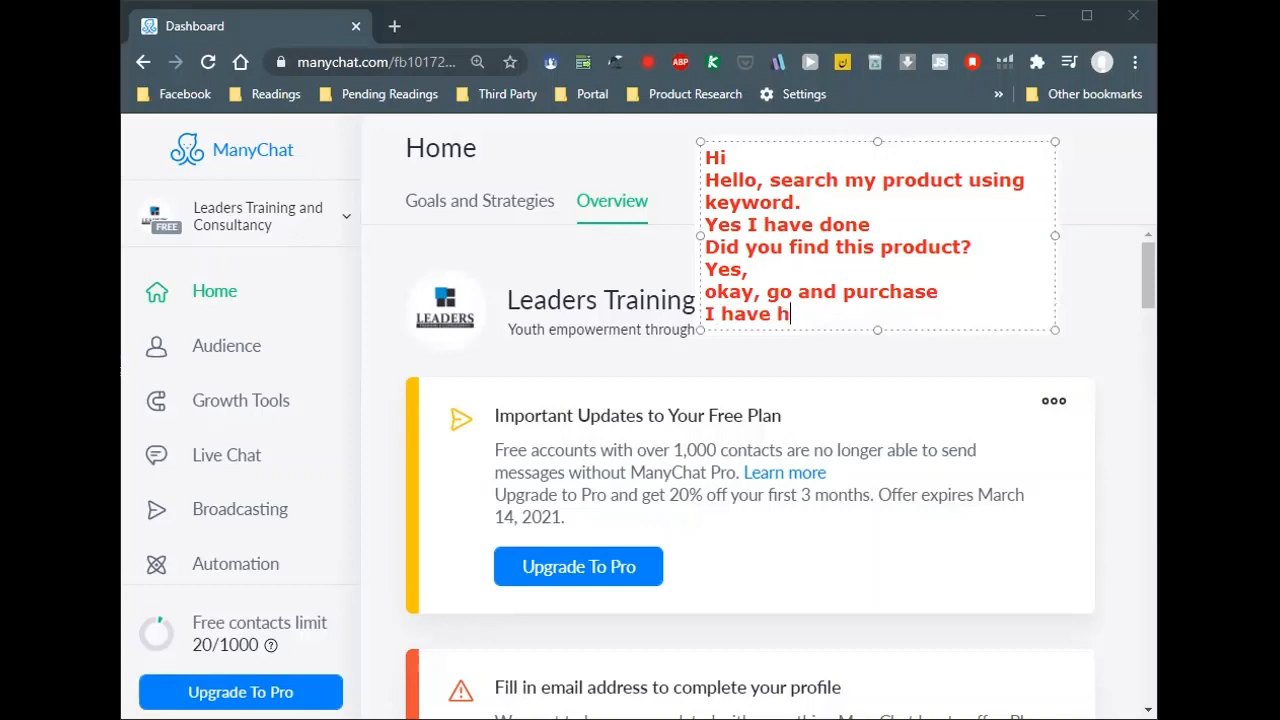 Dashboard
manychat.com/fb10172...
ABP
JS
Facebook
Readings
Pending Readings
Third Party
Portal
Product Research
Settings
»
Other bookmarks
ManyChat
Leaders Training and
Consultancy
FREE
Home
Audience
Growth Tools
Live Chat
Broadcasting
Automation
Free contacts limit
20/1000
Upgrade To Pro
Home
Goals and Strategies
Overview
Hi
Hello, search my product using
keyword.
Yes I have done
Did you find this product?
Yes,
okay, go and purchase
I have h
LEADERS
Leaders Training
Youth empowerment through
Important Updates to Your Free Plan
Free accounts with over 1,000 contacts are no longer able to send
messages without ManyChat Pro. Learn more
Upgrade to Pro and get 20% off your first 3 months. Offer expires March
14, 2021.
Upgrade To Pro
Fill in email address to complete your profile